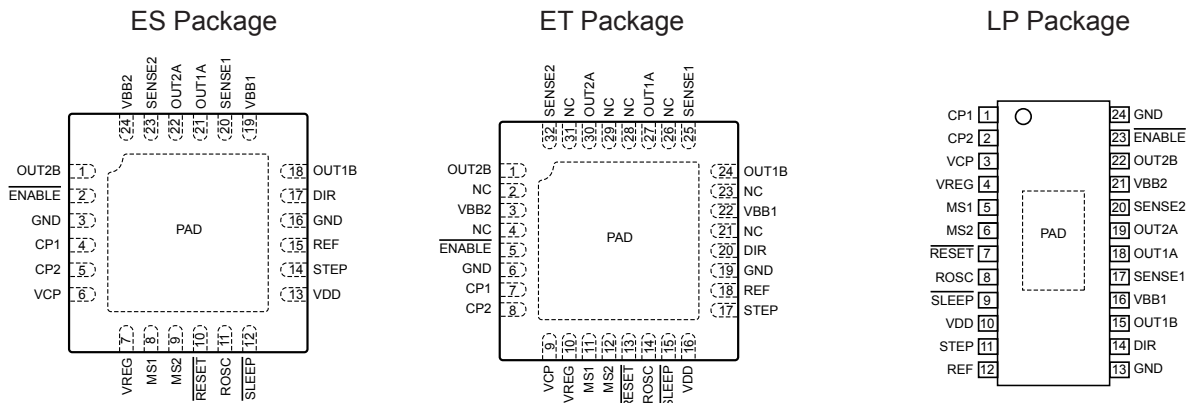 ES Package
VBB2
SENSE2
OUT2A
OUT1A
SENSE1
VBB1
24
23
22
21
20
19
OUT2B 1
ENABLE 2
GND 3
CP1 4
CP2 5
VCP 6
PAD
18 OUT1B
17 DIR
16 GND
15 REF
14 STEP
13 VDD
7
8
9
10
11
12
VREG
MS1
MS2
RESET
ROSC
SLEEP
ET Package
SENSE2
NC
OUT2A
NC
NC
OUT1A
NC
SENSE1
32
31
30
29
28
27
26
25
OUT2B 1
NC 2
VBB2 3
NC 4
ENABLE 5
GND 6
CP1 7
CP2 8
PAD
24 OUT1B
23 NC
22 VBB1
21 NC
20 DIR
19 GND
18 REF
17 STEP
9
10
11
12
13
14
15
16
VCP
VREG
MS1
MS2
RESET
ROSC
SLEEP
VDD
LP Package
CP1 1
CP2 2
VCP 3
VREG 4
MS1 5
MS2 6
RESET 7
ROSC 8
SLEEP 9
VDD 10
STEP 11
REF 12
PAD
24 GND
23 ENABLE
22 OUT2B
21 VBB2
20 SENSE2
19 OUT2A
18 OUT1A
17 SENSE1
16 VBB1
15 OUT1B
14 DIR
13 GND